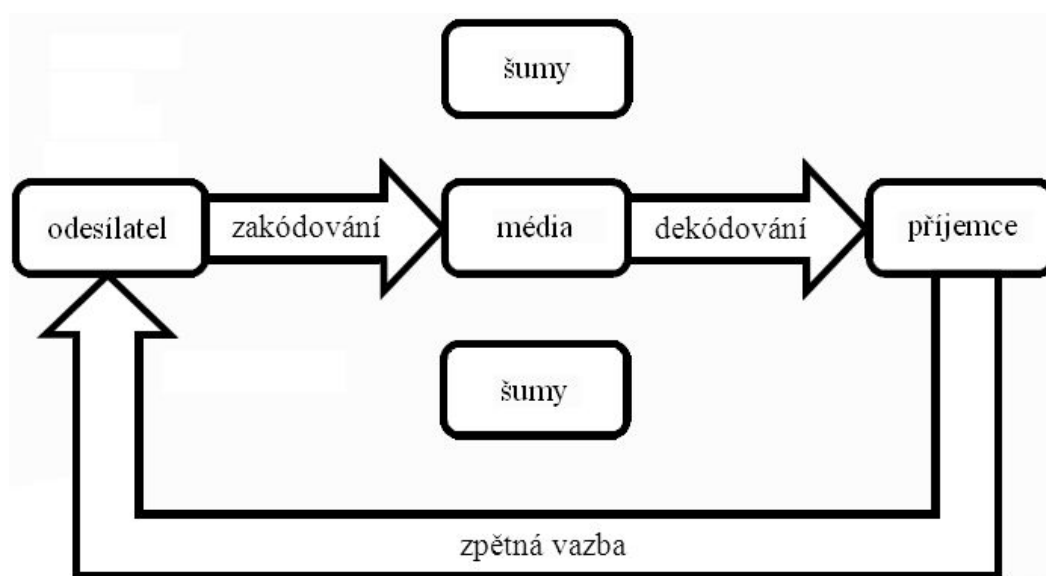 šumy
odesílatel
zakódování
média
dekódování
příjemce
šumy
zpětná vazba